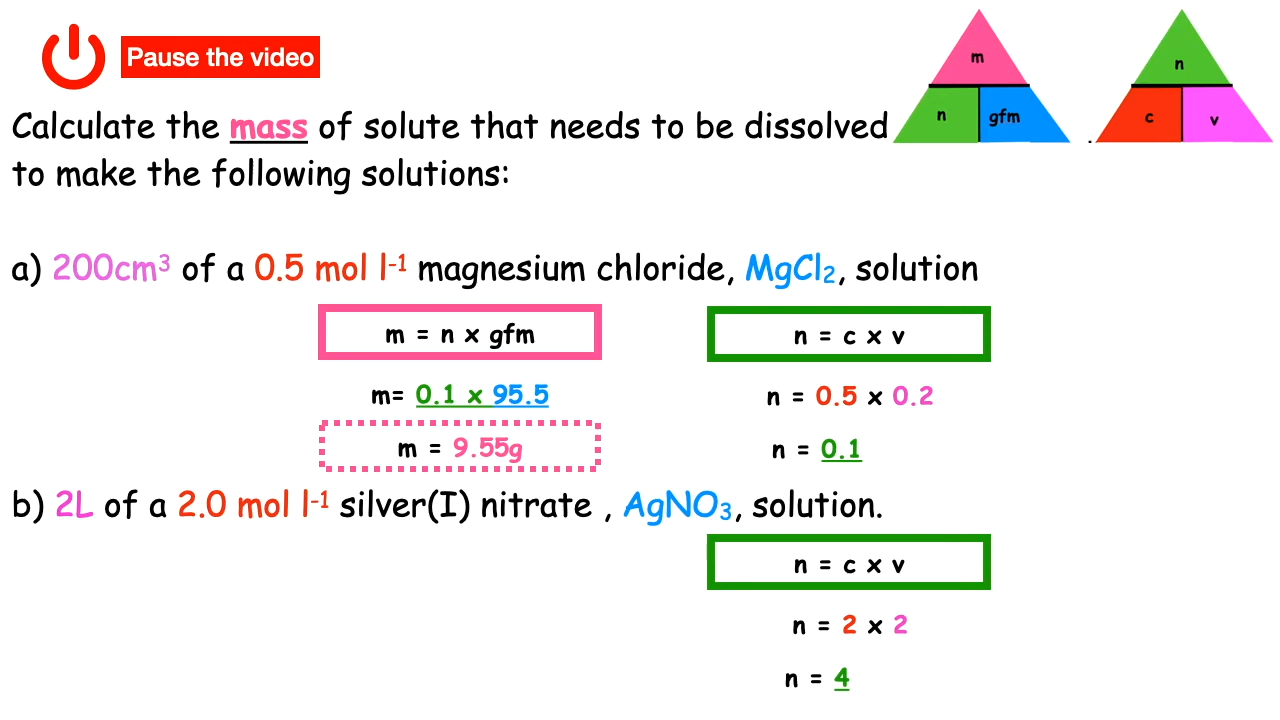 Pause the video
m
n
gfm
n
c
v
Calculate the mass of solute that needs to be dissolved
to make the following solutions:
a) 200cm³ of a 0.5 mol l⁻¹ magnesium chloride, MgCl₂, solution
m = n x gfm
n = c x v
m= 0.1 x 95.5
n = 0.5 x 0.2
m = 9.55g
n = 0.1
b) 2L of a 2.0 mol l⁻¹ silver(I) nitrate , AgNO₃, solution.
n = c x v
n = 2 x 2
n = 4